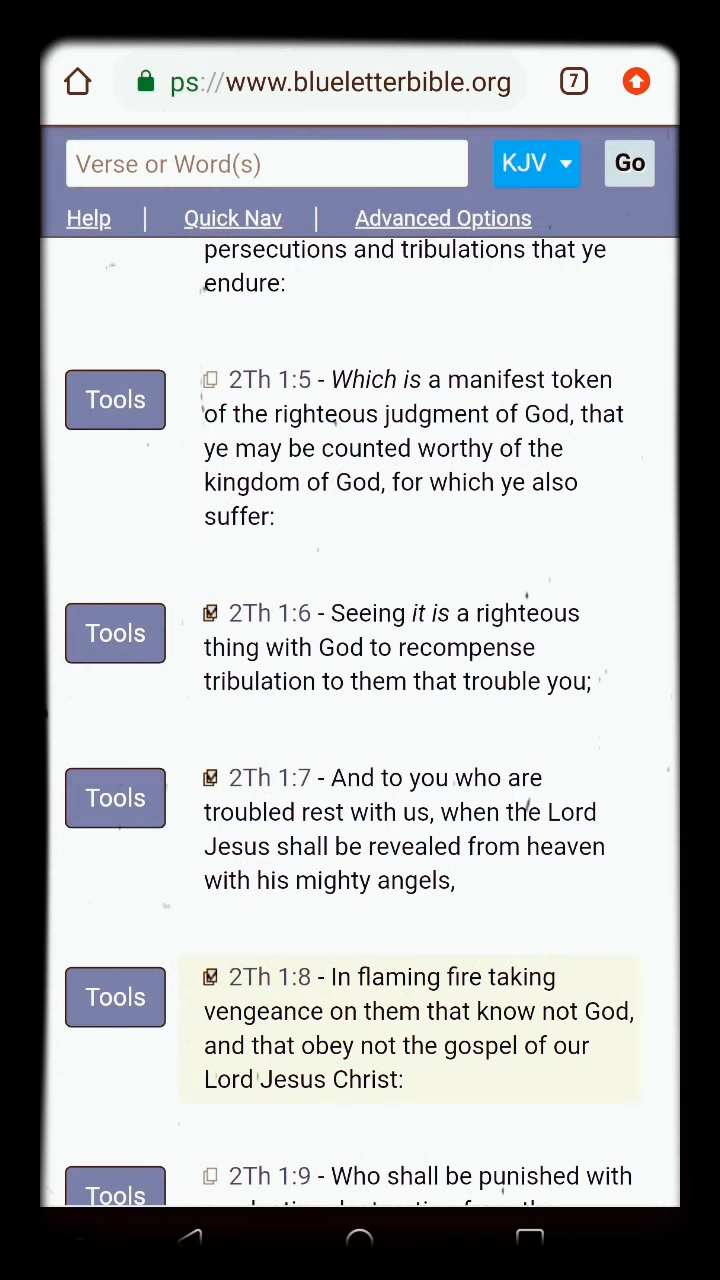 ps://www.blueletterbible.org 7
Verse or Word(s) KJV Go
Help | Quick Nav | Advanced Options
persecutions and tribulations that ye
endure:
Tools
2Th 1:5 - Which is a manifest token
of the righteous judgment of God, that
ye may be counted worthy of the
kingdom of God, for which ye also
suffer:
Tools
2Th 1:6 - Seeing it is a righteous
thing with God to recompense
tribulation to them that trouble you;
Tools
2Th 1:7 - And to you who are
troubled rest with us, when the Lord
Jesus shall be revealed from heaven
with his mighty angels,
Tools
2Th 1:8 - In flaming fire taking
vengeance on them that know not God,
and that obey not the gospel of our
Lord Jesus Christ:
Tools
2Th 1:9 - Who shall be punished with